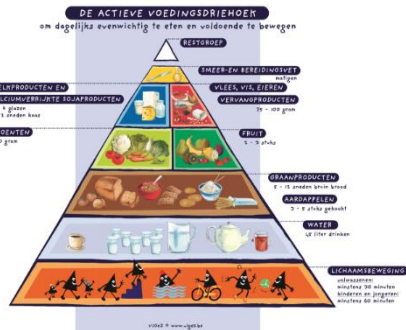 DE ACTIEVE VOEDINGSDRIEHOEK
om dagelijks evenwichtig te eten en voldoende te bewegen
RESTGROEP
SMEER- EN BEREIDINGSVET
matigen
ELKPRODUCTEN EN
LCIUMVERRIJKTE SOJAPRODUCTEN
4 glazen
2 sneden kaas
VLEES, VIS, EIEREN
VERVANGPRODUCTEN
75 - 100 gram
OENTEN
gram
FRUIT
2 - 3 stuks
GRAANPRODUCTEN
5 - 12 sneden bruin brood
AARDAPPELEN
3 - 5 stuks gekookt
WATER
1,5 liter drinken
LICHAAMSBEWEGING
volwassenen:
minstens 30 minuten
kinderen en jongeren:
minstens 60 minuten
www.vigez.be